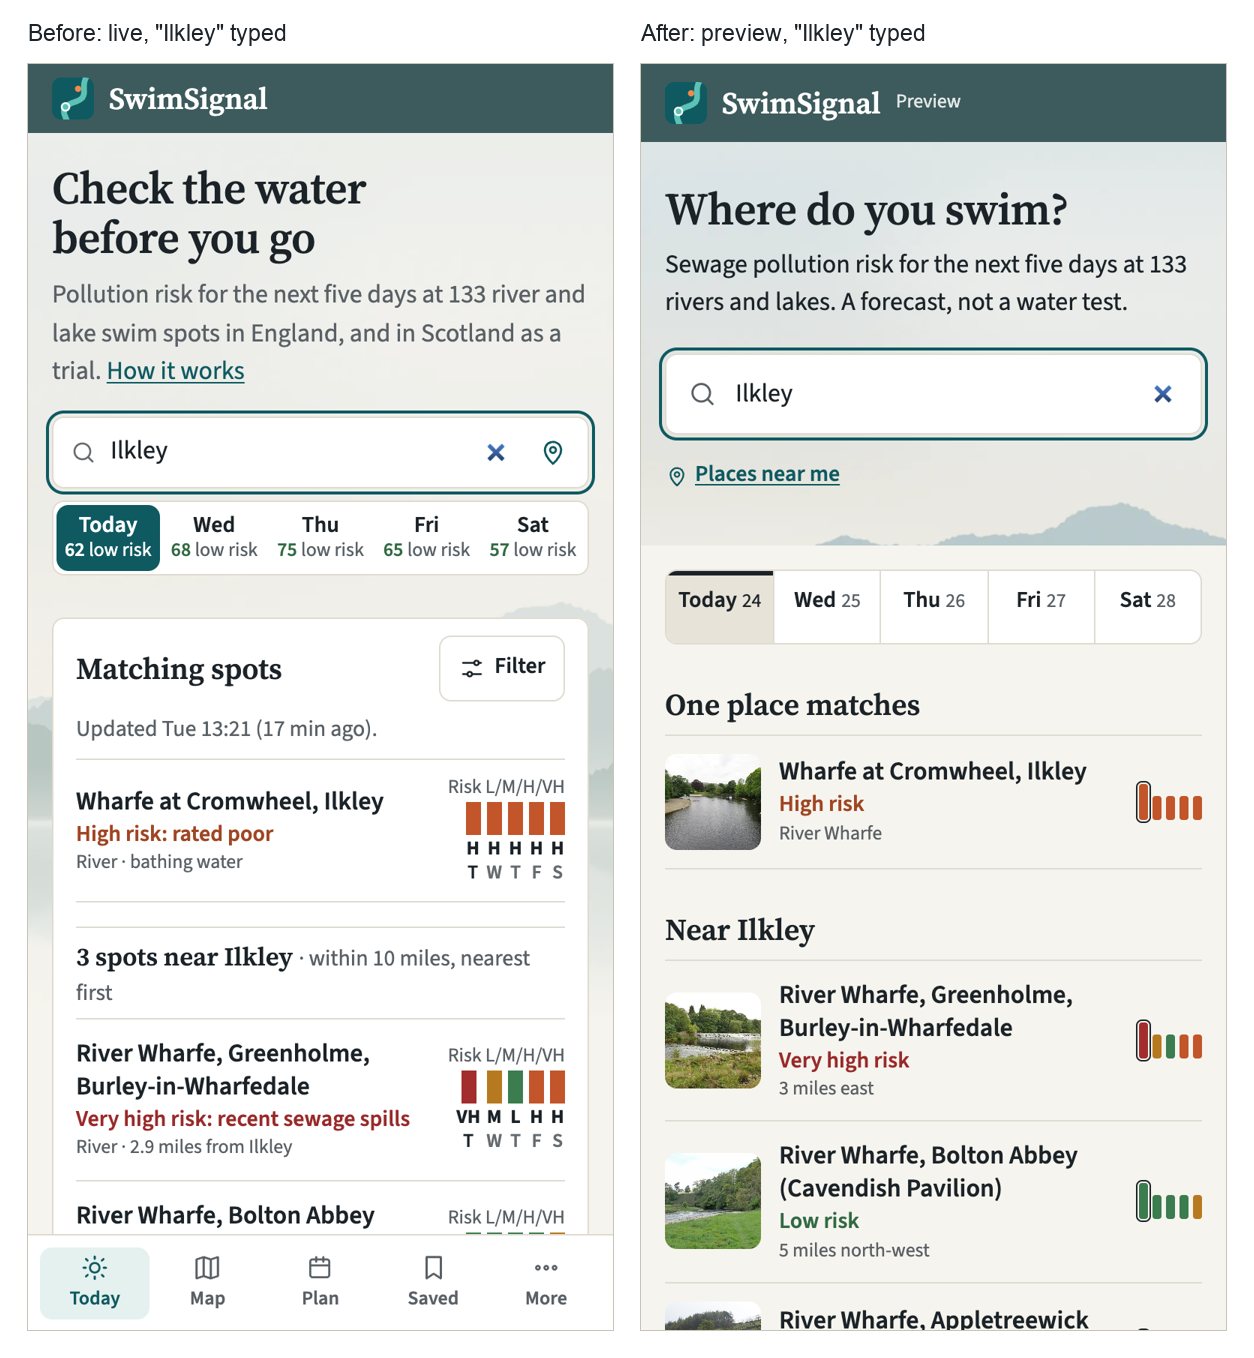 Before: live, "Ilkley" typed
SwimSignal
Check the water
before you go
Pollution risk for the next five days at 133 river and
lake swim spots in England, and in Scotland as a
trial. How it works
Ilkley
Today Wed Thu Fri Sat
62 low risk 68 low risk 75 low risk 65 low risk 57 low risk
Matching spots
Filter
Updated Tue 13:21 (17 min ago).
Risk L/M/H/VH
Wharfe at Cromwheel, Ilkley
High risk: rated poor
River · bathing water
H H H H H
T W T F S
3 spots near Ilkley · within 10 miles, nearest
first
River Wharfe, Greenholme,
Burley-in-Wharfedale
Very high risk: recent sewage spills
River · 2.9 miles from Ilkley
Risk L/M/H/VH
VH M L H H
T W T F S
River Wharfe, Bolton Abbey
Risk L/M/H/VH
Today Map Plan Saved More
After: preview, "Ilkley" typed
SwimSignal Preview
Where do you swim?
Sewage pollution risk for the next five days at 133
rivers and lakes. A forecast, not a water test.
Ilkley
Places near me
Today 24 Wed 25 Thu 26 Fri 27 Sat 28
One place matches
Wharfe at Cromwheel, Ilkley
High risk
River Wharfe
Near Ilkley
River Wharfe, Greenholme,
Burley-in-Wharfedale
Very high risk
3 miles east
River Wharfe, Bolton Abbey
(Cavendish Pavilion)
Low risk
5 miles north-west
River Wharfe, Appletreewick